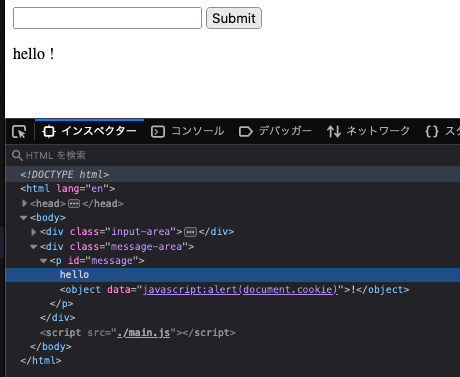 Submit
hello !
インスペクター コンソール デバッガー ネットワーク {} ス
HTML を検索
<!DOCTYPE html>
<html lang="en">
<head>⋯</head>
<body>
<div class="input-area">⋯</div>
<div class="message-area">
<p id="message">
hello
<object data="javascript:alert(document.cookie)">!</object>
</p>
</div>
<script src="./main.js"></script>
</body>
</html>